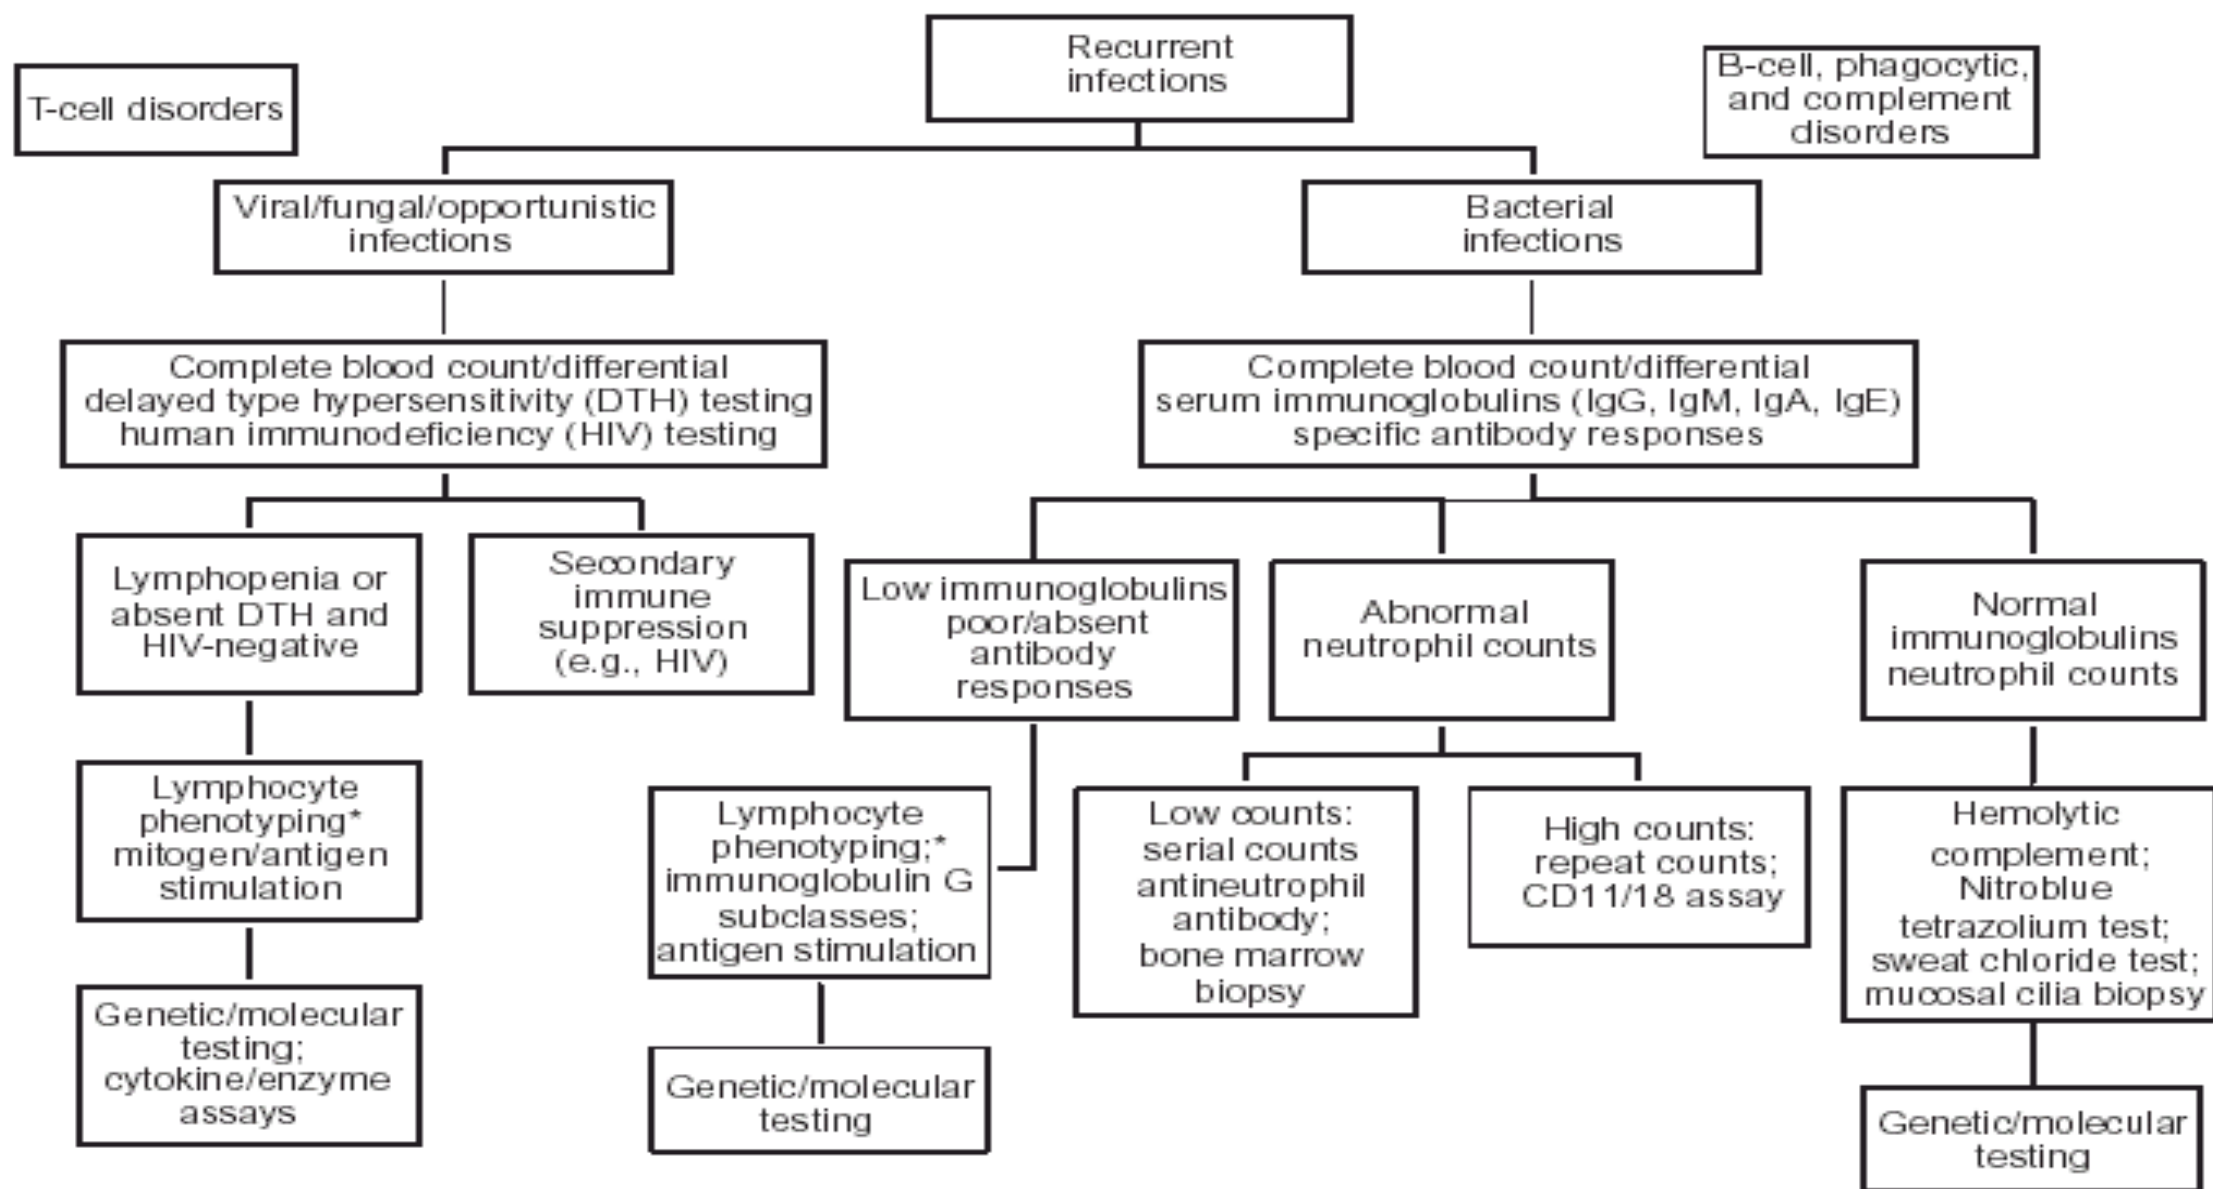 Recurrent
infections
T-cell disorders
B-cell, phagocytic,
and complement
disorders
Viral/fungal/opportunistic
infections
Bacterial
infections
Complete blood count/differential
delayed type hypersensitivity (DTH) testing
human immunodeficiency (HIV) testing
Complete blood count/differential
serum immunoglobulins (IgG, IgM, IgA, IgE)
specific antibody responses
Lymphopenia or
absent DTH and
HIV-negative
Secondary
immune
suppression
(e.g., HIV)
Low immunoglobulins
poor/absent
antibody
responses
Abnormal
neutrophil counts
Normal
immunoglobulins
neutrophil counts
Lymphocyte
phenotyping*
mitogen/antigen
stimulation
Lymphocyte
phenotyping;*
immunoglobulin G
subclasses;
antigen stimulation
Low counts:
serial counts
antineutrophil
antibody;
bone marrow
biopsy
High counts:
repeat counts;
CD11/18 assay
Hemolytic
complement;
Nitroblue
tetrazolium test;
sweat chloride test;
mucosal cilia biopsy
Genetic/molecular
testing;
cytokine/enzyme
assays
Genetic/molecular
testing
Genetic/molecular
testing